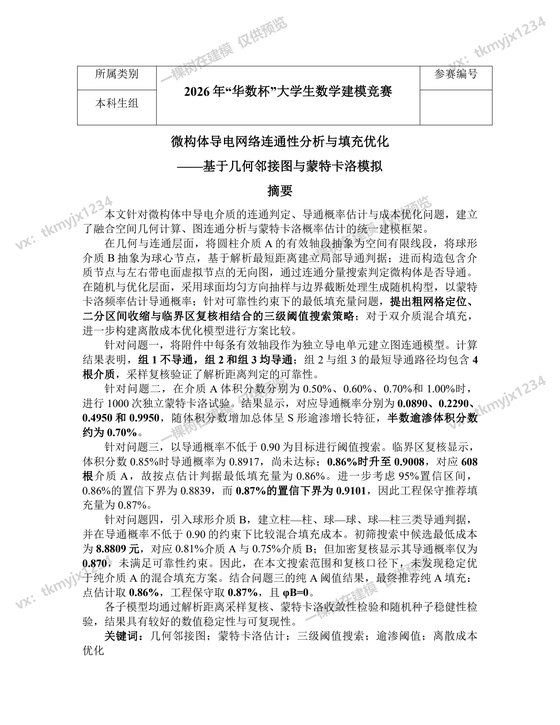 所属类别
2026 年“华数杯”大学生数学建模竞赛
参赛编号
本科生组
微构体导电网络连通性分析与填充优化
——基于几何邻接图与蒙特卡洛模拟
摘要
本文针对微构体中导电介质的连通判定、导通概率估计与成本优化问题，建立
了融合空间几何计算、图连通分析与蒙特卡洛概率估计的统一建模框架。
在几何与连通层面，将圆柱介质 A 的有效轴段抽象为空间有限线段，将球形
介质 B 抽象为球心节点，基于解析最短距离建立局部导通判据；进而构造包含介
质节点与左右带电面虚拟节点的无向图，通过连通分量搜索判定微构体是否导通。
在随机与优化层面，采用球面均匀方向抽样与边界截断处理生成随机构型，以蒙特
卡洛频率估计导通概率；针对可靠性约束下的最低填充量问题，提出粗网格定位、
二分区间收缩与临界区复核相结合的三级阈值搜索策略；对于双介质混合填充，
进一步构建离散成本优化模型进行方案比较。
针对问题一，将附件中每条有效轴段作为独立导电单元建立图连通模型。计算
结果表明，组 1 不导通，组 2 和组 3 均导通；组 2 与组 3 的最短导通路径均包含 4
根介质，采样复核验证了解析距离判定的可靠性。
针对问题二，在介质 A 体积分数分别为 0.50%、0.60%、0.70%和 1.00%时，
进行 1000 次独立蒙特卡洛试验。结果显示，对应导通概率分别为 0.0890、0.2290、
0.4950 和 0.9950，随体积分数增加总体呈 S 形逾渗增长特征，半数逾渗体积分数
约为 0.70%。
针对问题三，以导通概率不低于 0.90 为目标进行阈值搜索。临界区复核显示，
体积分数 0.85%时导通概率为 0.8917，尚未达标；0.86%时升至 0.9008，对应 608
根介质 A，故按点估计判据最低填充量为 0.86%。进一步考虑 95%置信区间，
0.86%的置信下界为 0.8839，而 0.87%的置信下界为 0.9101，因此工程保守推荐填
充量为 0.87%。
针对问题四，引入球形介质 B，建立柱—柱、球—球、球—柱三类导通判据，
并在导通概率不低于 0.90 的约束下比较混合填充成本。初筛搜索中候选最低成本
为 8.8809 元，对应 0.81%介质 A 与 0.75%介质 B；但加密复核显示其导通概率仅为
0.870，未满足可靠性约束。因此，在本文搜索范围和复核口径下，未发现稳定优
于纯介质 A 的混合填充方案。结合问题三的纯 A 阈值结果，最终推荐纯 A 填充：
点估计取 0.86%，工程保守取 0.87%，且 φB=0。
各子模型均通过解析距离采样复核、蒙特卡洛收敛性检验和随机种子稳健性检
验，结果具有较好的数值稳定性与可复现性。
关键词：几何邻接图；蒙特卡洛估计；三级阈值搜索；逾渗阈值；离散成本
优化
vx: tkmyjx1234
一棵树在建模 仅供预览